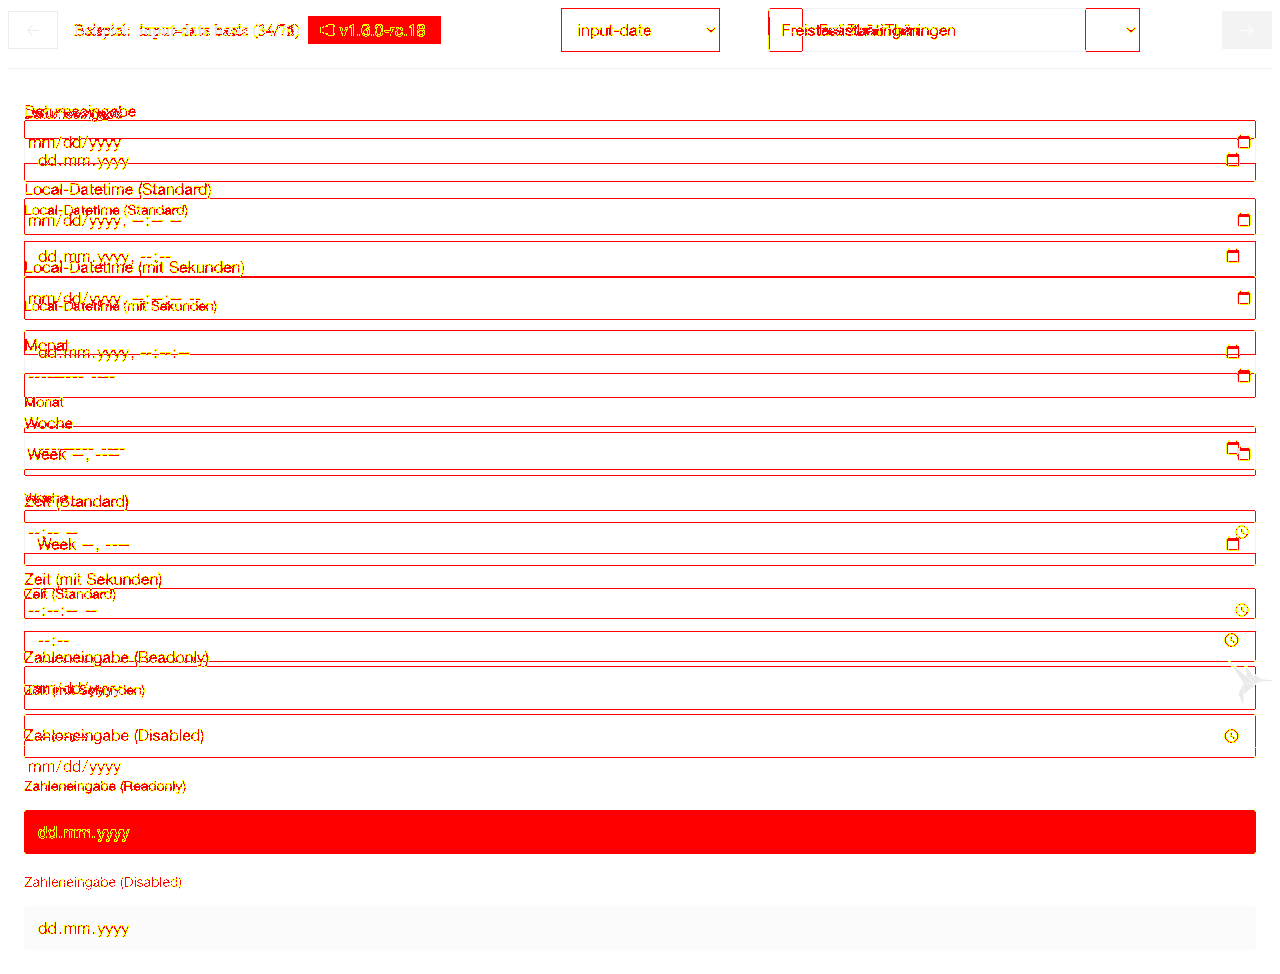 Beispiel: input-date basic (34/76) v1.0.0-rc.18 input-date
Datumseingabe
mm/dd/yyyy
dd.mm.yyyy
Local-Datetime (Standard)
Local-Datetime (Standard)
mm/dd/yyyy, --:-- --
dd.mm.yyyy, --:--
Local-Datetime (mit Sekunden)
mm/dd/yyyy, --:--:-- --
Local-Datetime (mit Sekunden)
Monat
dd.mm.yyyy, --:--:--
--------- ----
Monat
Woche
--------- ----
Week --, ----
Woche
Zeit (Standard)
--:-- --
Week --, ----
Zeit (mit Sekunden)
Zeit (Standard)
--:--:-- --
--:--
Zahleneingabe (Readonly)
mm/dd/yyyy
Zeit (mit Sekunden)
Zahleneingabe (Disabled)
--:--:--
mm/dd/yyyy
Zahleneingabe (Readonly)
dd.mm.yyyy
Zahleneingabe (Disabled)
dd.mm.yyyy